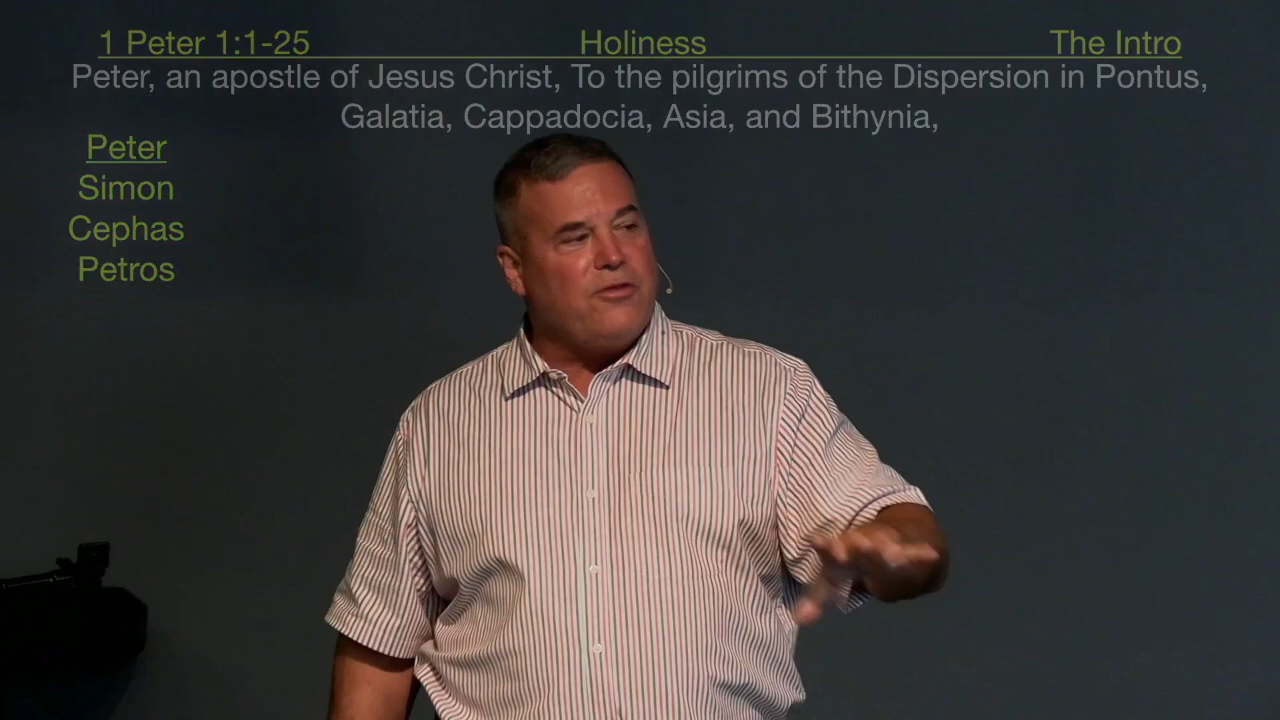 1 Peter 1:1-25 Holiness The Intro
Peter, an apostle of Jesus Christ, To the pilgrims of the Dispersion in Pontus,
Galatia, Cappadocia, Asia, and Bithynia,
Peter
Simon
Cephas
Petros